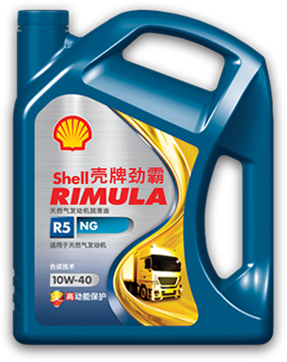 Shell壳牌劲霸
RIMULA
天然气发动机润滑油
R5 NG
适用于天然气发动机
合成技术
10W-40
高动能保护